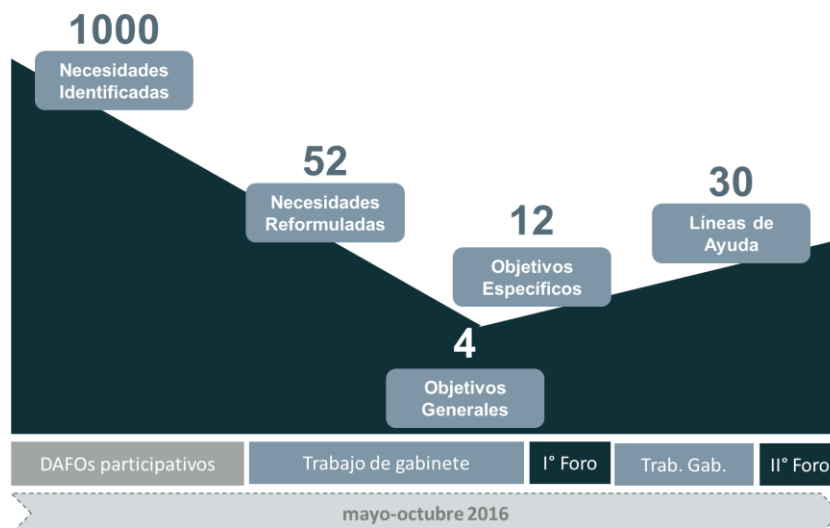 1000
Necesidades
Identificadas
52
Necesidades
Reformuladas
12
Objetivos
Específicos
30
Líneas de
Ayuda
4
Objetivos
Generales
DAFOs participativos
Trabajo de gabinete
I° Foro
Trab. Gab.
II° Foro
mayo-octubre 2016